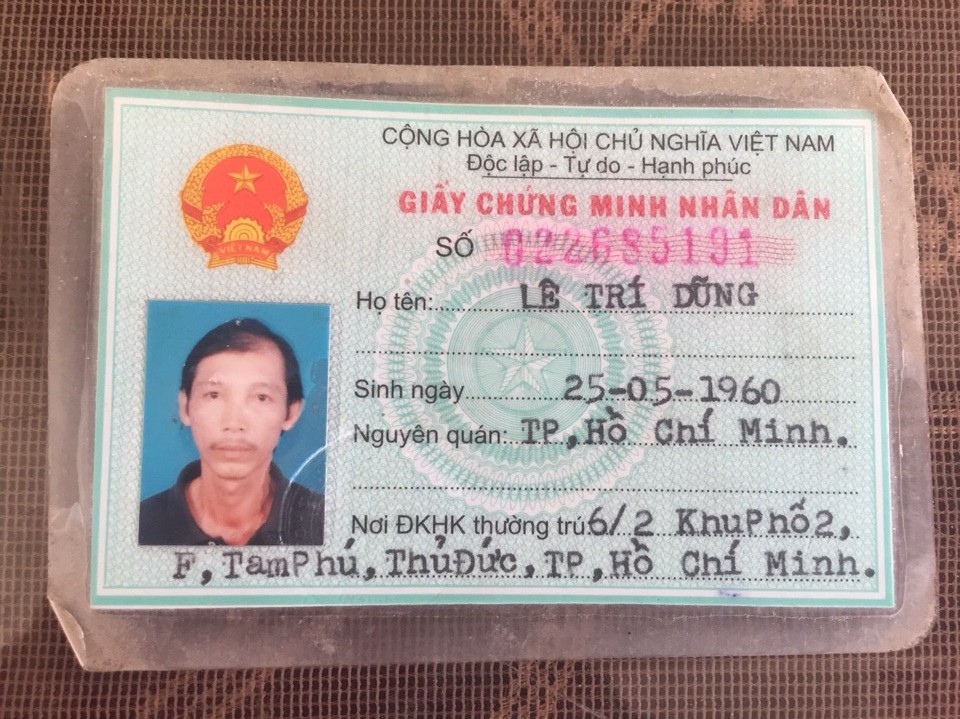 CỘNG HÒA XÃ HỘI CHỦ NGHĨA VIỆT NAM
Độc lập - Tự do - Hạnh phúc
GIẤY CHỨNG MINH NHÂN DÂN
SỐ 022685191
Họ tên: LÊ TRÍ DŨNG
Sinh ngày 25-05-1960
Nguyên quán: TP, Hồ Chí Minh.
Nơi ĐKHK thường trú 6/2 KhuPhố2,
F, TamPhú, ThủĐức, TP, Hồ Chí Minh.
VIỆT NAM